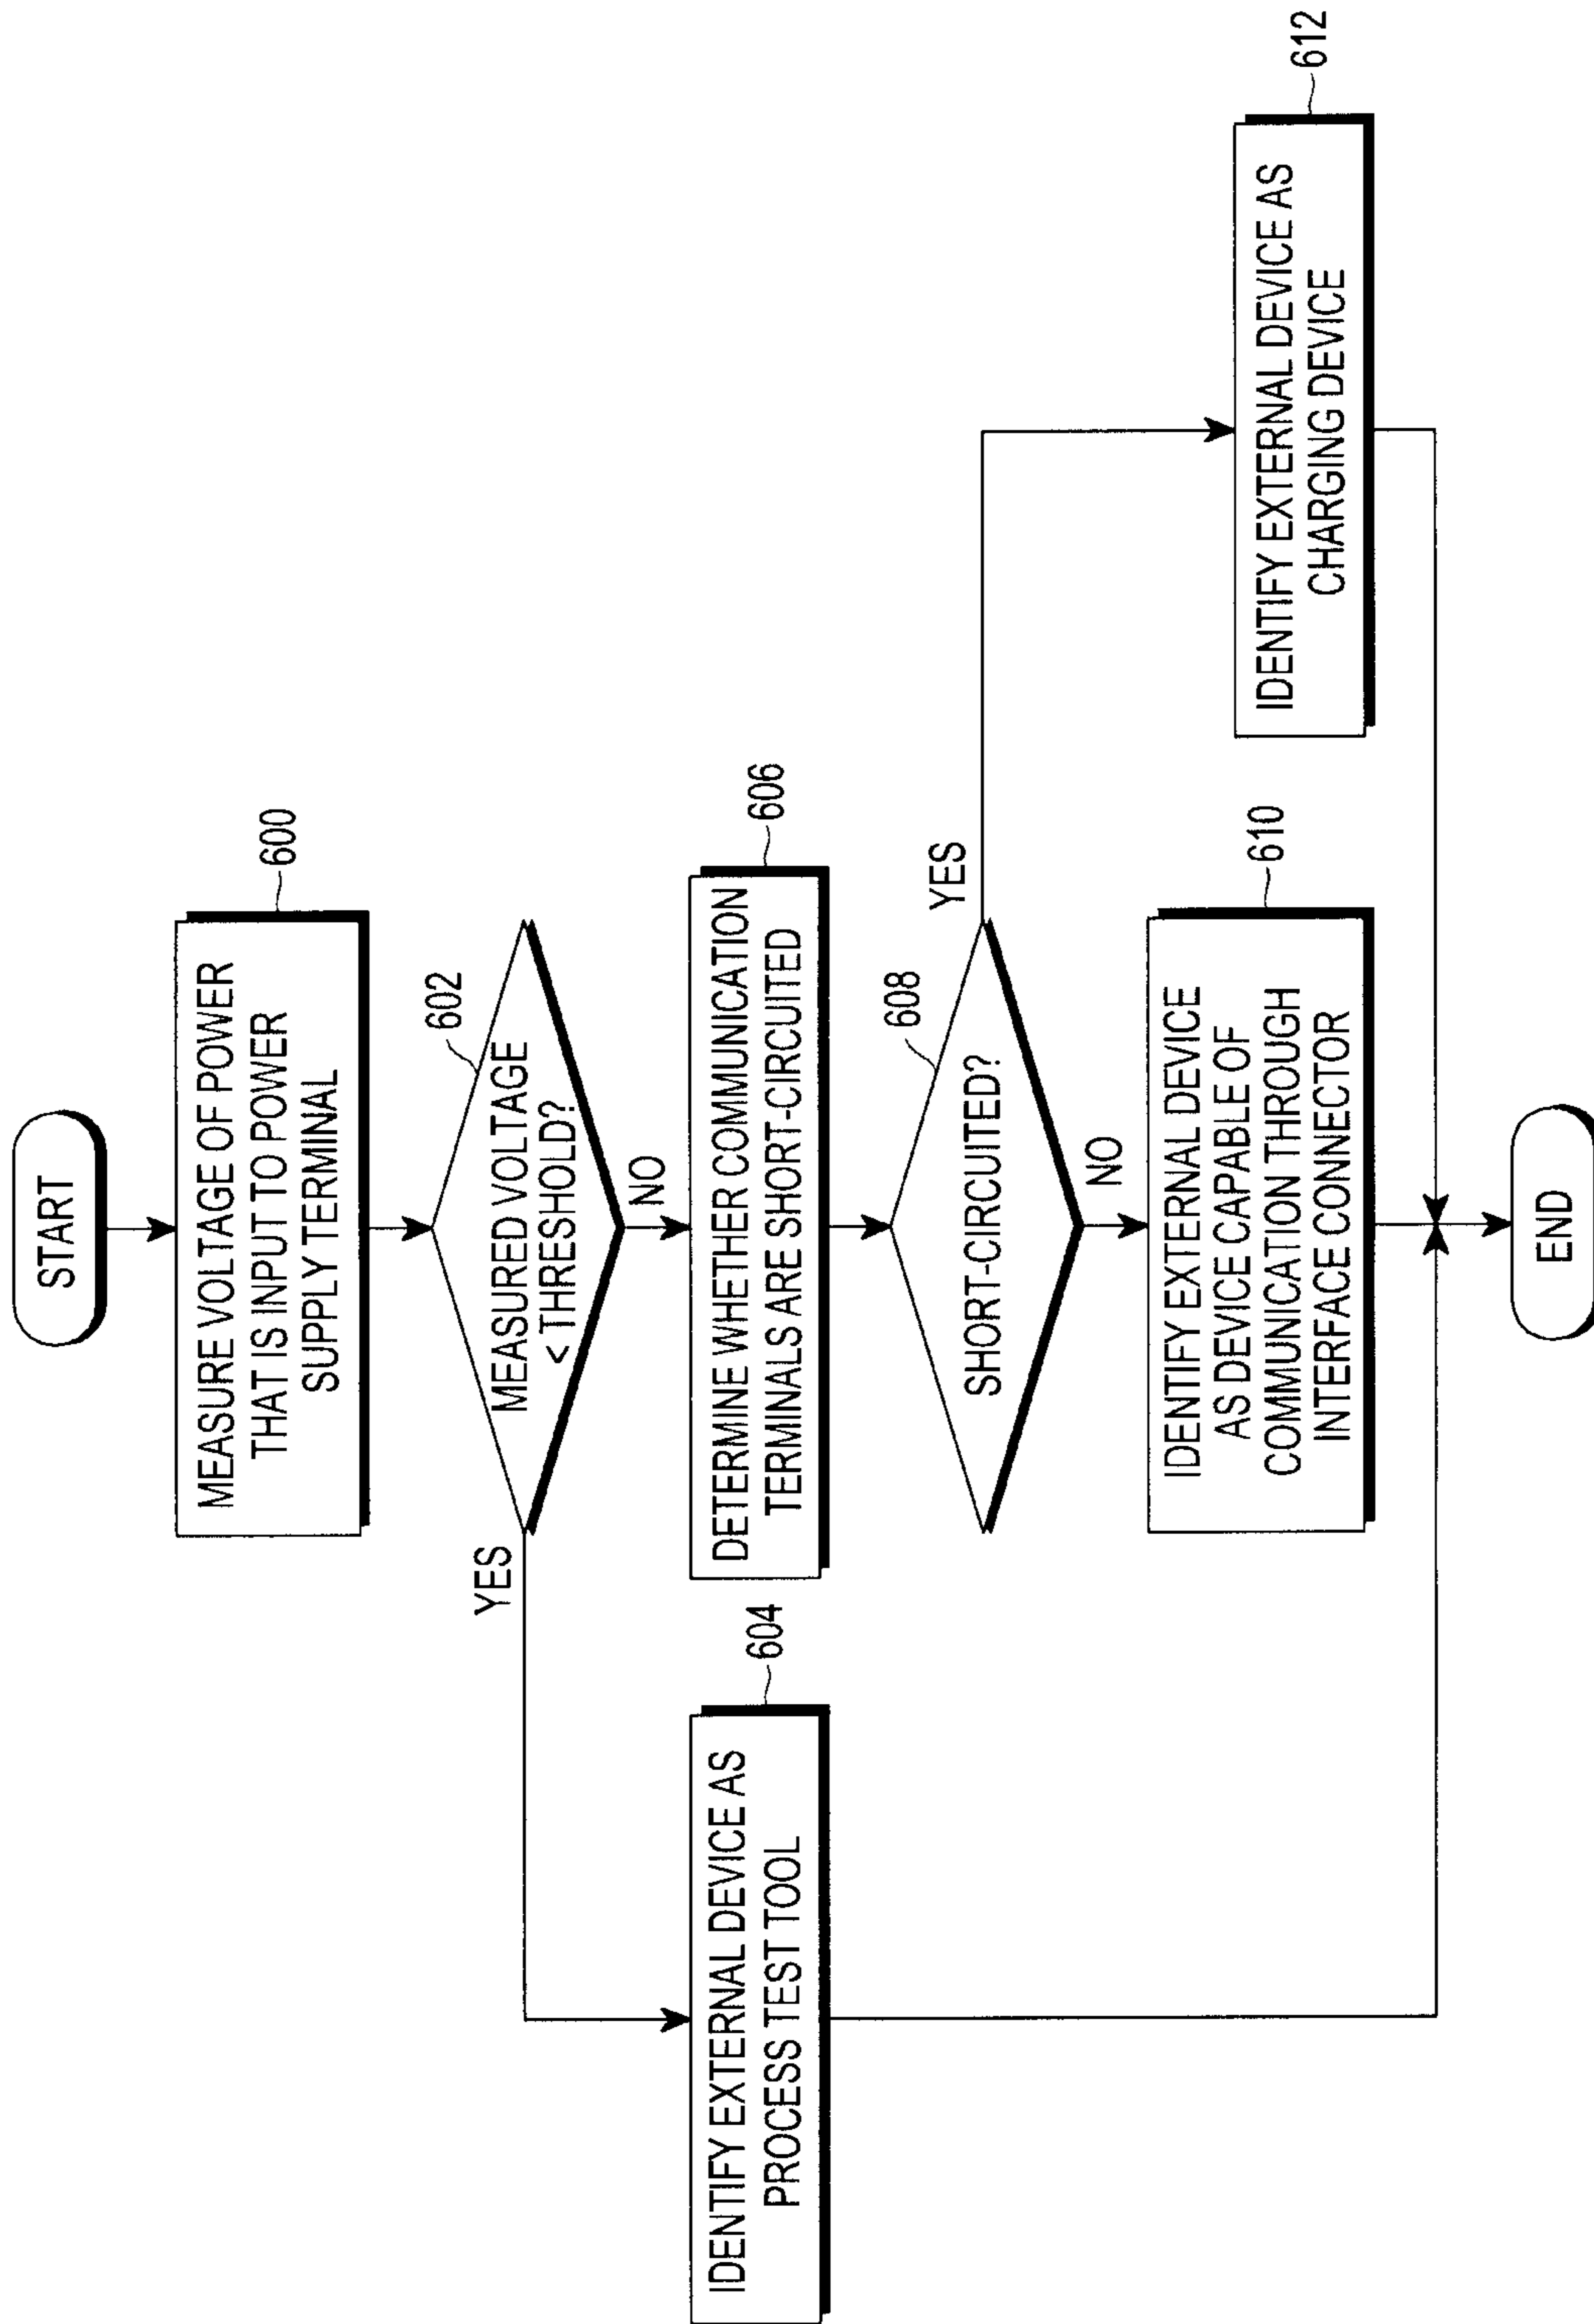 START
MEASURE VOLTAGE OF POWER
THAT IS INPUT TO POWER
SUPPLY TERMINAL
600
602
MEASURED VOLTAGE
< THRESHOLD?
YES
NO
IDENTIFY EXTERNAL DEVICE AS
PROCESS TEST TOOL
604
DETERMINE WHETHER COMMUNICATION
TERMINALS ARE SHORT-CIRCUITED
606
608
SHORT-CIRCUITED?
YES
NO
IDENTIFY EXTERNAL DEVICE
AS DEVICE CAPABLE OF
COMMUNICATION THROUGH
INTERFACE CONNECTOR
610
IDENTIFY EXTERNAL DEVICE AS
CHARGING DEVICE
612
END